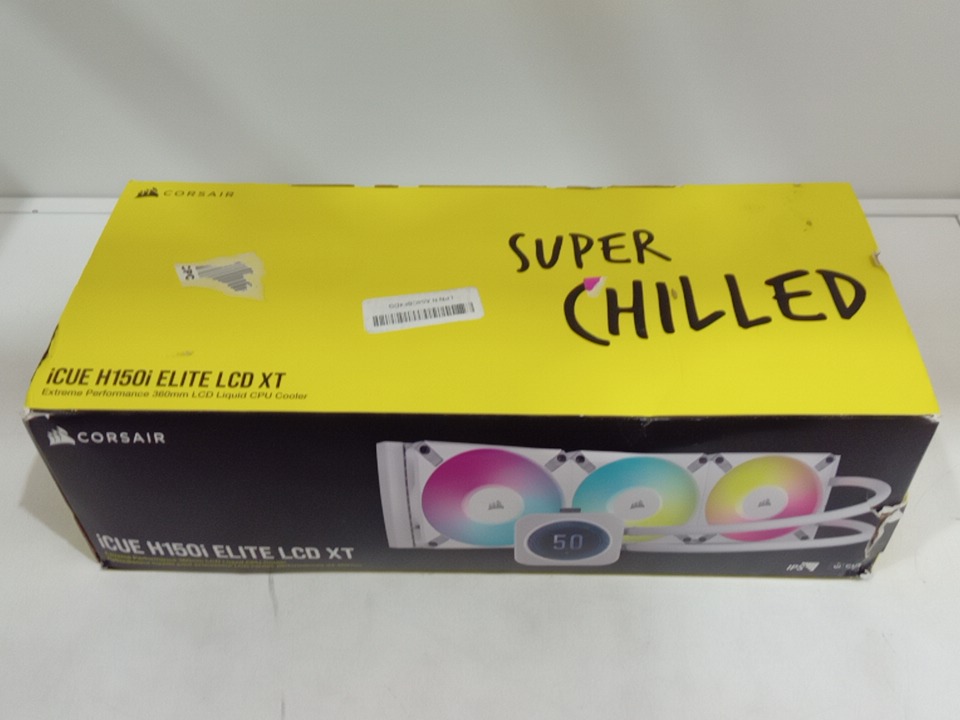 CORSAIR
SUPER
CHILLED
iCUE H150i ELITE LCD XT
Extreme Performance 360mm LCD Liquid CPU Cooler
CORSAIR
50
iCUE H150i ELITE LCD XT
IPS